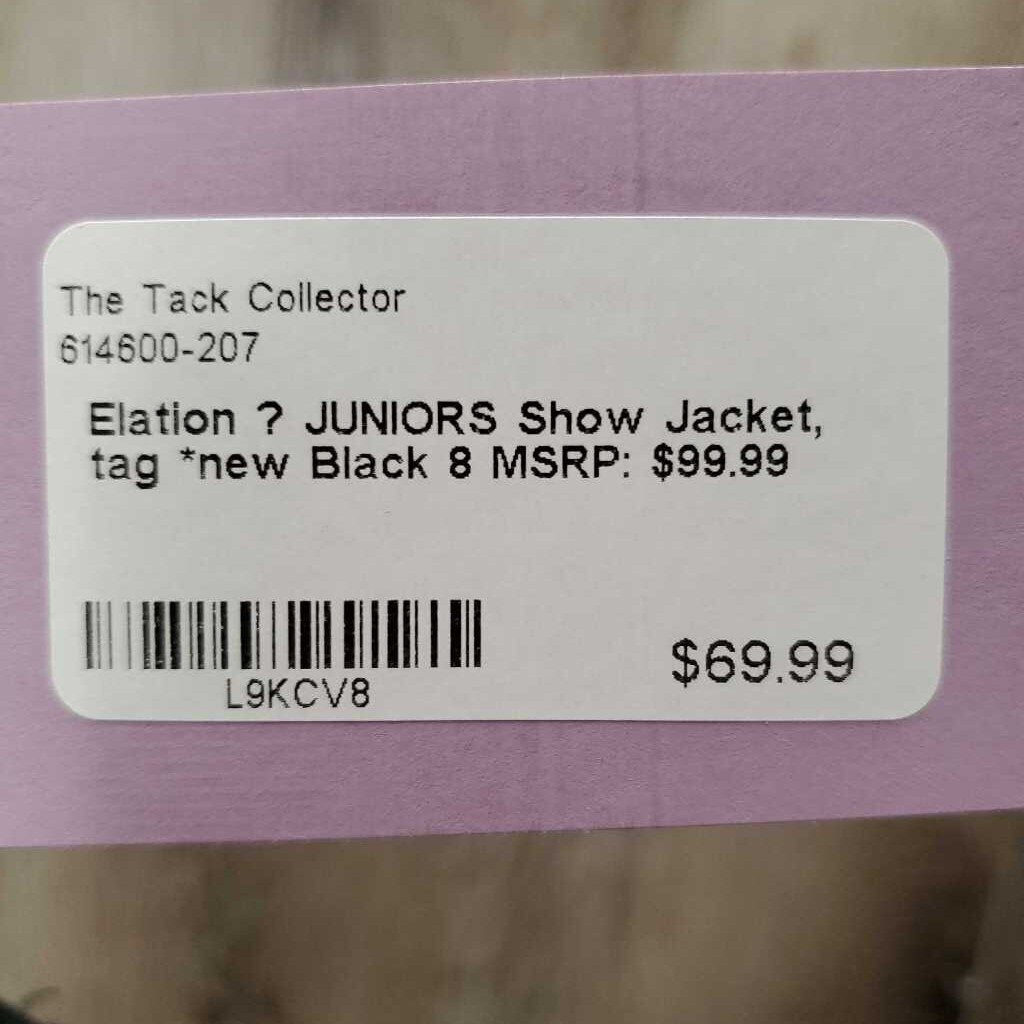 The Tack Collector
614600-207
Elation ? JUNIORS Show Jacket,
tag *new Black 8 MSRP: $99.99
L9KCV8
$69.99